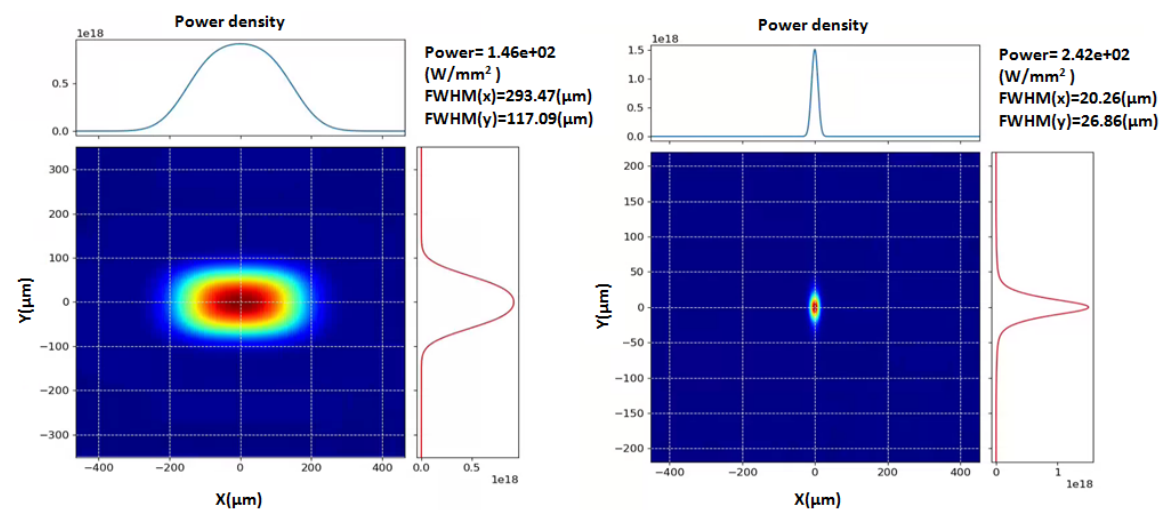 Power density
1e18
0.5
0.0
Power= 1.46e+02
(W/mm² )
FWHM(x)=293.47(µm)
FWHM(y)=117.09(µm)
300
200
100
0
−100
−200
−300
Y(µm)
−400 −200 0 200 400
X(µm)
0.0 0.5
1e18
Power density
1e18
1.5
1.0
0.5
0.0
Power= 2.42e+02
(W/mm² )
FWHM(x)=20.26(µm)
FWHM(y)=26.86(µm)
200
150
100
50
0
−50
−100
−150
−200
Y(µm)
−400 −200 0 200 400
X(µm)
0 1
1e18